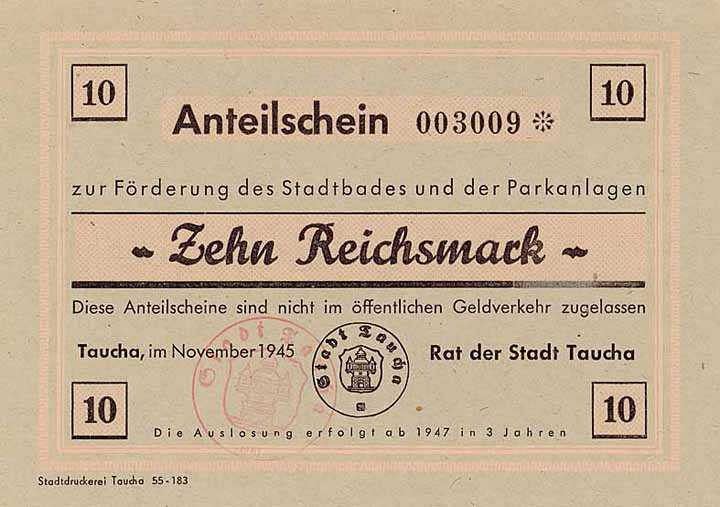 10 10
Anteilschein 003009 *
zur Förderung des Stadtbades und der Parkanlagen
~ Zehn Reichsmark ~
Diese Anteilscheine sind nicht im öffentlichen Geldverkehr zugelassen
Stadt Taucha
Stadt Taucha
Taucha, im November 1945 Rat der Stadt Taucha
10 10
Die Auslosung erfolgt ab 1947 in 3 Jahren
Stadtdruckerei Taucha 55-183